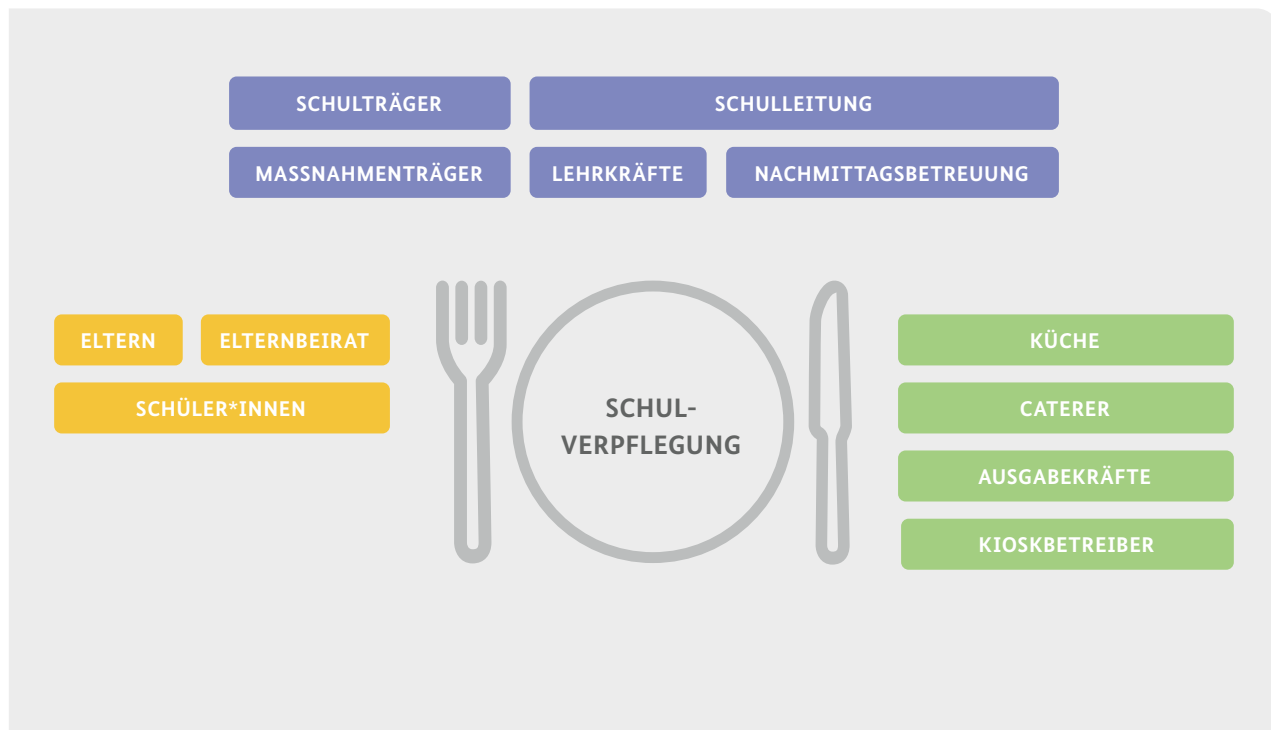 SCHULTRÄGER
SCHULLEITUNG
MASSNAHMENTRÄGER
LEHRKRÄFTE
NACHMITTAGSBETREUUNG
ELTERN
ELTERNBEIRAT
SCHÜLER*INNEN
SCHUL-
VERPFLEGUNG
KÜCHE
CATERER
AUSGABEKRÄFTE
KIOSKBETREIBER